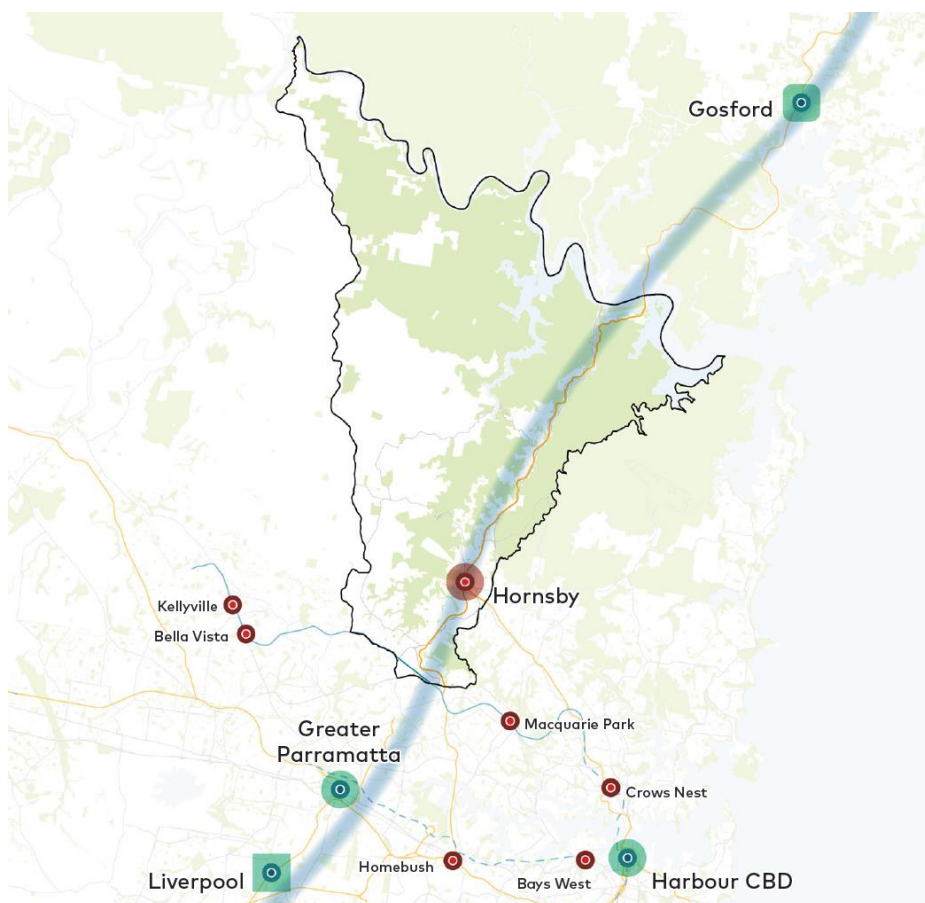 Gosford
Hornsby
Kellyville
Bella Vista
Macquarie Park
Greater
Parramatta
Crows Nest
Homebush
Bays West
Liverpool
Harbour CBD